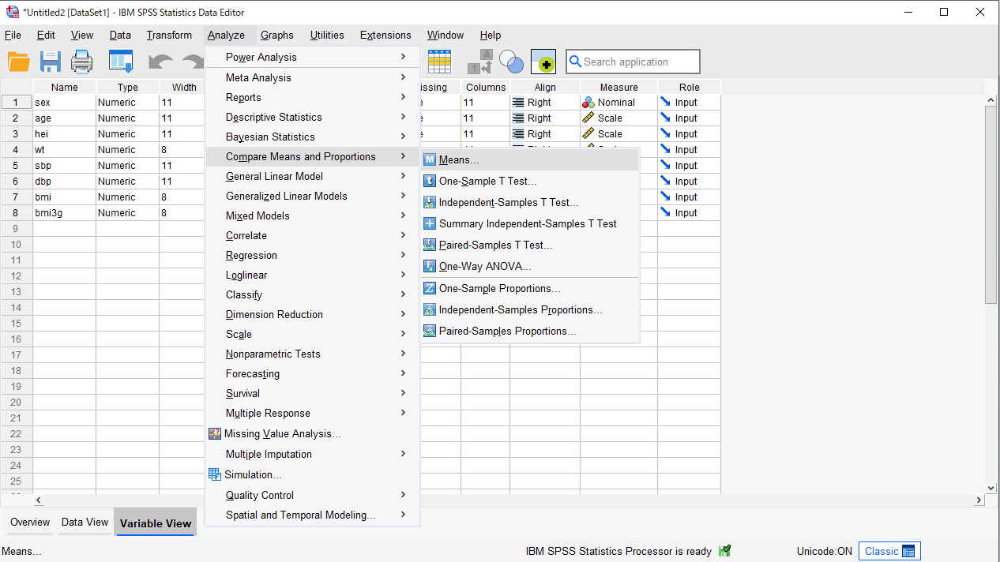 *Untitled2 [DataSet1] - IBM SPSS Statistics Data Editor
File Edit View Data Transform Analyze Graphs Utilities Extensions Window Help
Search application
Name Type Width Columns Align Measure Role
1 sex Numeric 11 11 Right Nominal Input
2 age Numeric 11 11 Right Scale Input
3 hei Numeric 11 11 Right Scale Input
4 wt Numeric 8 Input
5 sbp Numeric 11 Input
6 dbp Numeric 11 Input
7 bmi Numeric 8 Input
8 bmi3g Numeric 8 Input
9
10
11
12
13
14
15
16
17
18
19
20
21
22
23
24
25
Power Analysis
Meta Analysis
Reports
Descriptive Statistics
Bayesian Statistics
Compare Means and Proportions
General Linear Model
Generalized Linear Models
Mixed Models
Correlate
Regression
Loglinear
Classify
Dimension Reduction
Scale
Nonparametric Tests
Forecasting
Survival
Multiple Response
Missing Value Analysis...
Multiple Imputation
Simulation...
Quality Control
Spatial and Temporal Modeling...
Means...
One-Sample T Test...
Independent-Samples T Test...
Summary Independent-Samples T Test
Paired-Samples T Test...
One-Way ANOVA...
One-Sample Proportions...
Independent-Samples Proportions...
Paired-Samples Proportions...
Overview Data View Variable View
Means... IBM SPSS Statistics Processor is ready Unicode:ON Classic